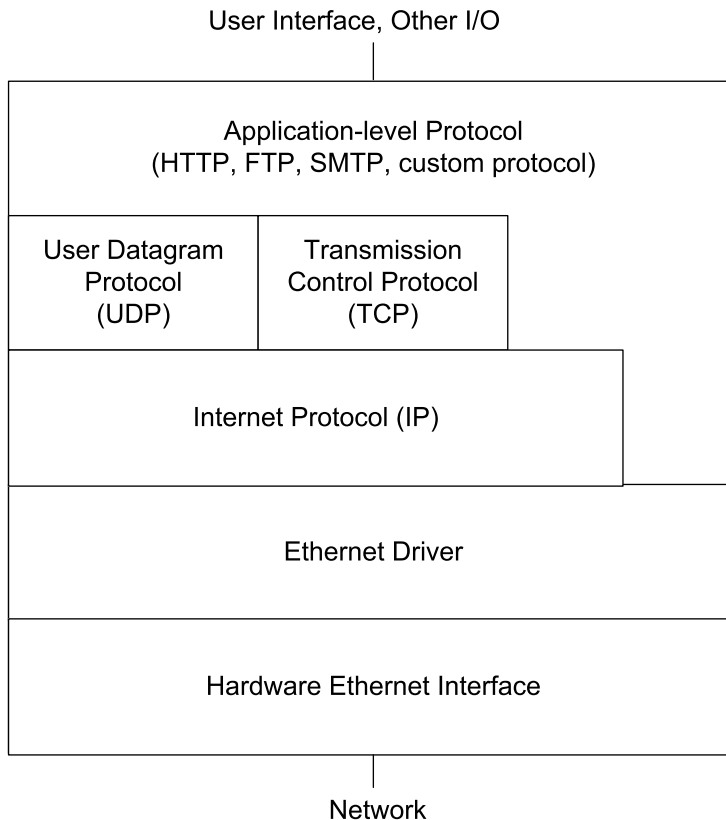 User Interface, Other I/O
Application-level Protocol
(HTTP, FTP, SMTP, custom protocol)
User Datagram
Protocol
(UDP)
Transmission
Control Protocol
(TCP)
Internet Protocol (IP)
Ethernet Driver
Hardware Ethernet Interface
Network